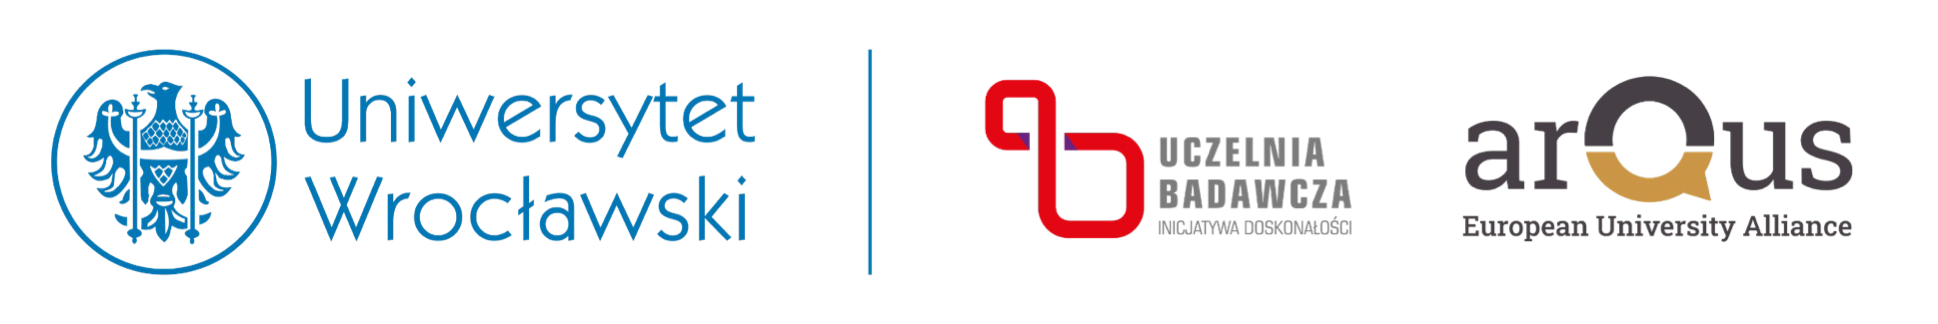 Uniwersytet
Wrocławski
UCZELNIA
BADAWCZA
INICJATYWA DOSKONAŁOŚCI
arQus
European University Alliance